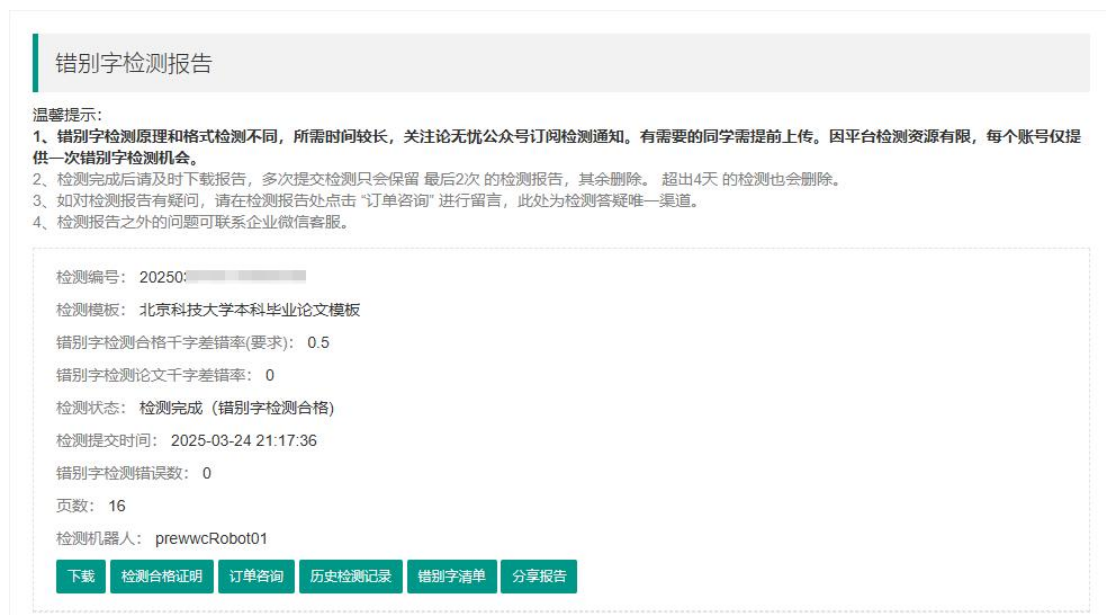 错别字检测报告
温馨提示：
1、错别字检测原理和格式检测不同，所需时间较长，关注论无忧公众号订阅检测通知。有需要的同学需提前上传。因平台检测资源有限，每个账号仅提
供一次错别字检测机会。
2、检测完成后请及时下载报告，多次提交检测只会保留 最后2次 的检测报告，其余删除。 超出4天 的检测也会删除。
3、如对检测报告有疑问，请在检测报告处点击 “订单咨询” 进行留言，此处为检测答疑唯一渠道。
4、检测报告之外的问题可联系企业微信客服。
检测编号： 20250
检测模板： 北京科技大学本科毕业论文模板
错别字检测合格千字差错率(要求)： 0.5
错别字检测论文千字差错率： 0
检测状态： 检测完成（错别字检测合格)
检测提交时间： 2025-03-24 21:17:36
错别字检测错误数： 0
页数： 16
检测机器人： prewwcRobot01
下载 检测合格证明 订单咨询 历史检测记录 错别字清单 分享报告